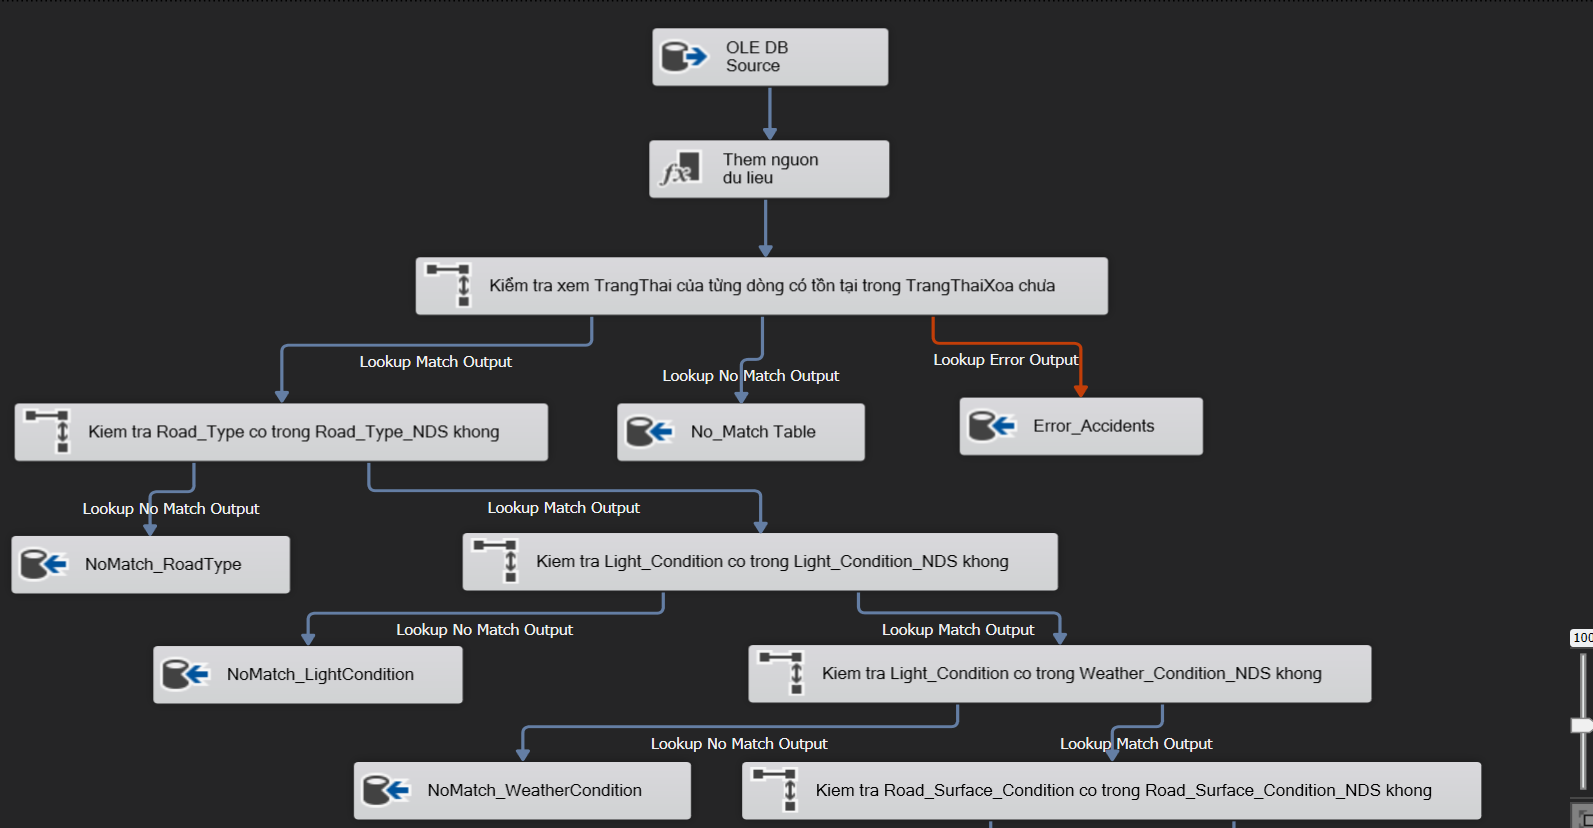 OLE DB
Source
Them nguon
du lieu
Kiểm tra xem TrangThai của từng dòng có tồn tại trong TrangThaiXoa chưa
Lookup Match Output
Lookup No Match Output
Lookup Error Output
Kiem tra Road_Type co trong Road_Type_NDS khong
No_Match Table
Error_Accidents
Lookup No Match Output
Lookup Match Output
NoMatch_RoadType
Kiem tra Light_Condition co trong Light_Condition_NDS khong
Lookup No Match Output
Lookup Match Output
NoMatch_LightCondition
Kiem tra Light_Condition co trong Weather_Condition_NDS khong
Lookup No Match Output
Lookup Match Output
NoMatch_WeatherCondition
Kiem tra Road_Surface_Condition co trong Road_Surface_Condition_NDS khong
100